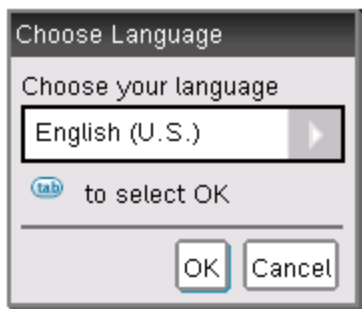 Choose Language
Choose your language
English (U.S.)
tab to select OK
OK Cancel